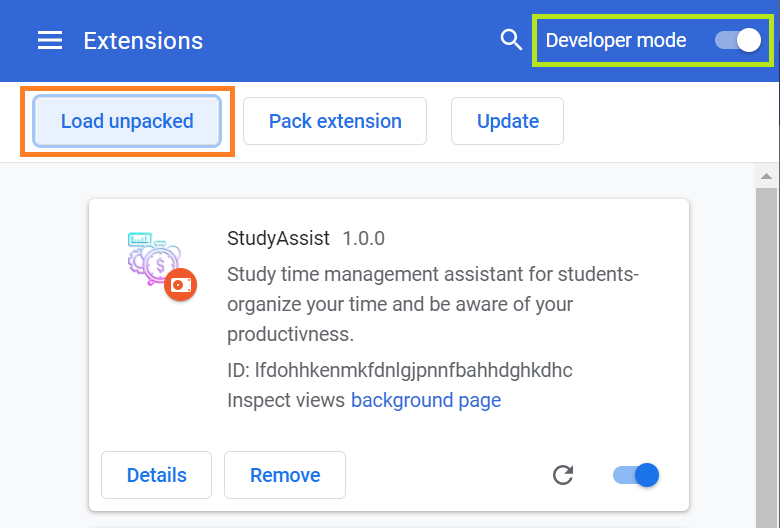 Extensions
Developer mode
Load unpacked
Pack extension
Update
StudyAssist 1.0.0
Study time management assistant for students-
organize your time and be aware of your
productivness.
ID: lfdohhkenmkfdnlgjpnnfbahhdghkdhc
Inspect views background page
Details
Remove